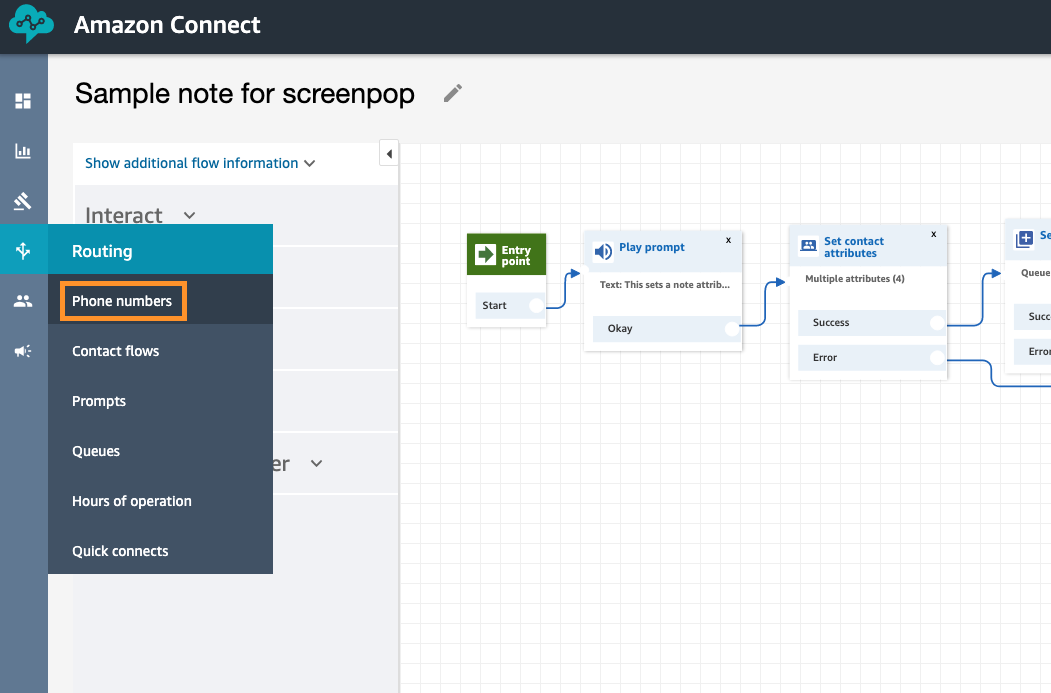 Amazon Connect
Sample note for screenpop
Show additional flow information
Interact
Routing
Phone numbers
Contact flows
Prompts
Queues
Hours of operation
Quick connects
er
Entry
point
Start
Play prompt
x
Text: This sets a note attrib...
Okay
Set contact
attributes
x
Multiple attributes (4)
Success
Error
Se
Queue
Succ
Error